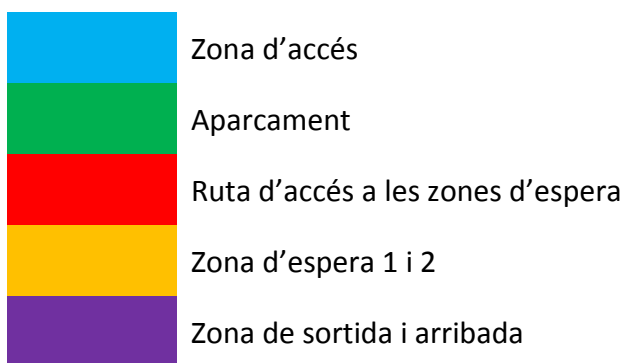 Zona d’accés
Aparcament
Ruta d’accés a les zones d’espera
Zona d’espera 1 i 2
Zona de sortida i arribada